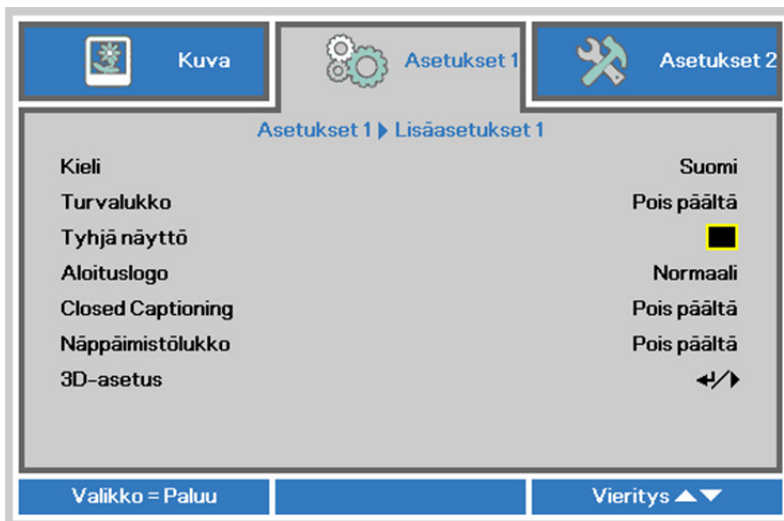 Kuva
Asetukset 1
Asetukset 2
Asetukset 1 ▶ Lisäasetukset 1
Kieli Suomi
Turvalukko Pois päältä
Tyhjä näyttö
Aloituslogo Normaali
Closed Captioning Pois päältä
Näppäimistölukko Pois päältä
3D-asetus ↵/▶
Valikko = Paluu
Vieritys ▲▼